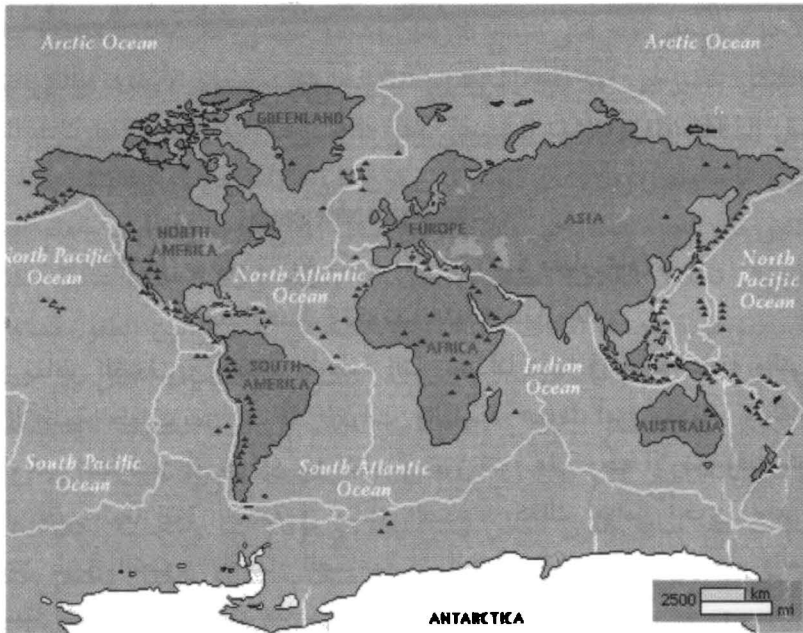 Arctic Ocean
Arctic Ocean
GREENLAND
NORTH
AMERICA
EUROPE
ASIA
North Pacific
Ocean
North Atlantic
Ocean
North
Pacific
Ocean
AFRICA
SOUTH
AMERICA
Indian
Ocean
AUSTRALIA
South Pacific
Ocean
South Atlantic
Ocean
ANTARCTICA
2500
km
mi